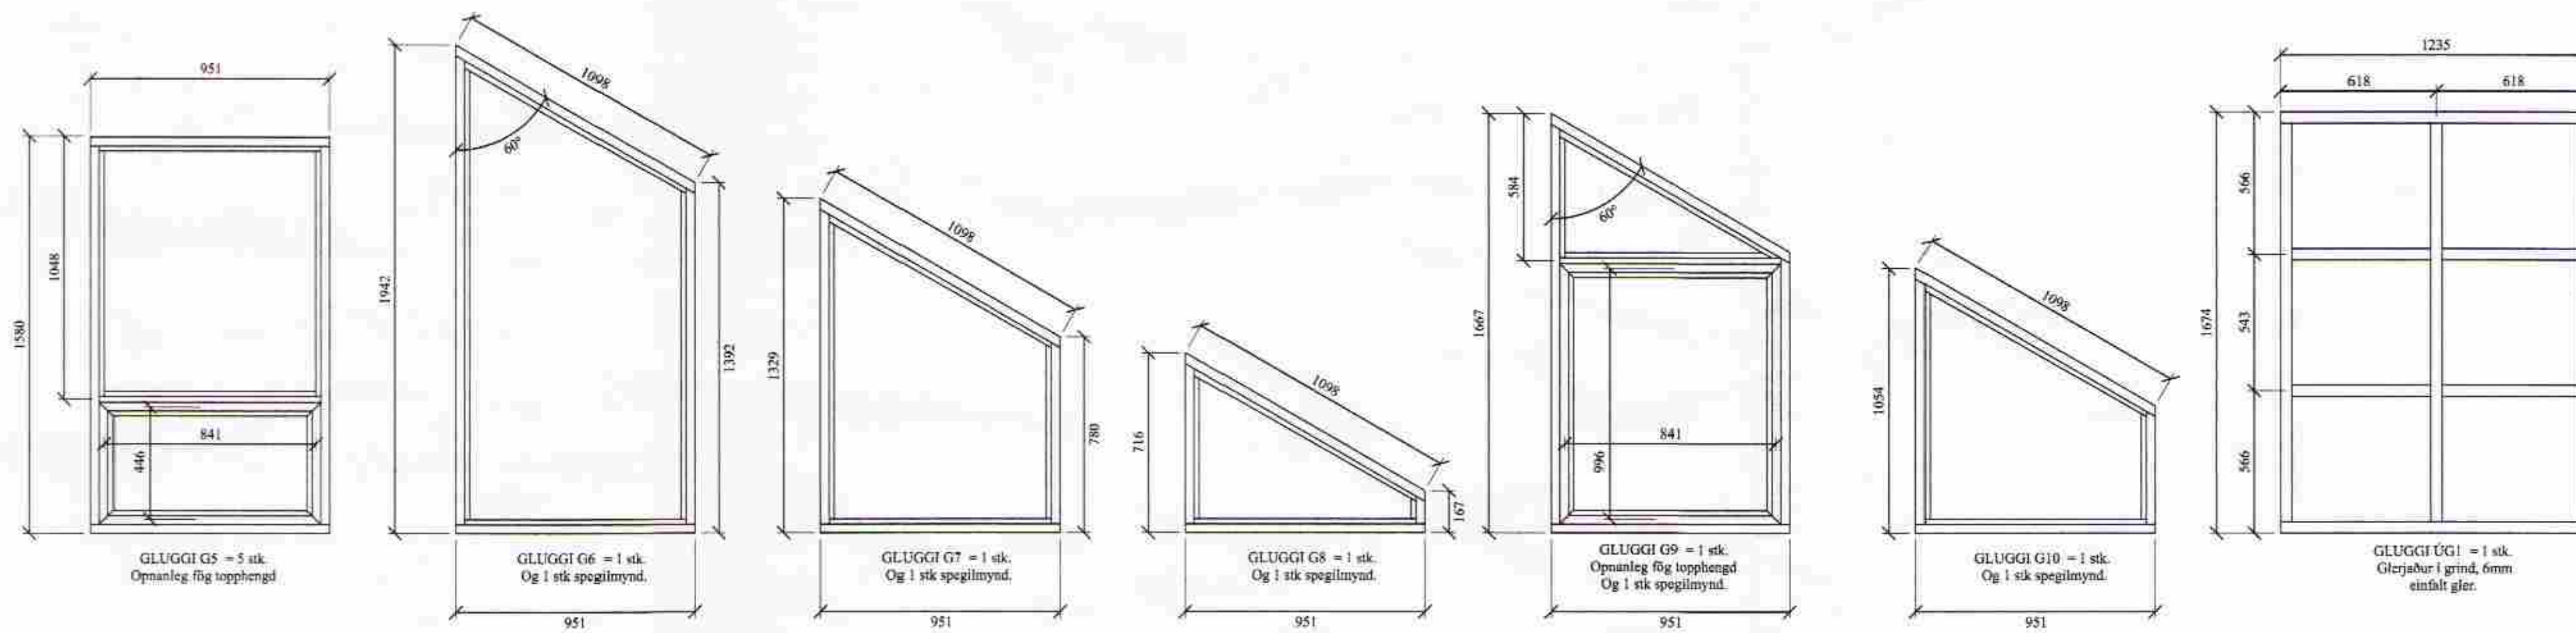 951
1580
1048
841
446
GLUGGI G5 = 5 stk.
Opnanleg fög topphengd
1098
60°
1942
1392
GLUGGI G6 = 1 stk.
Og 1 stk spegilmynd.
951
1098
1329
780
GLUGGI G7 = 1 stk.
Og 1 stk spegilmynd.
951
1098
716
167
GLUGGI G8 = 1 stk.
Og 1 stk spegilmynd.
951
584
60°
1667
841
996
GLUGGI G9 = 1 stk.
Opnanleg fög topphengd
Og 1 stk spegilmynd.
951
1098
1054
GLUGGI G10 = 1 stk.
Og 1 stk spegilmynd.
951
1235
618 618
1674
566
543
566
GLUGGI ÚG1 = 1 stk.
Glerjaður í grind, 6mm
einfalt gler.